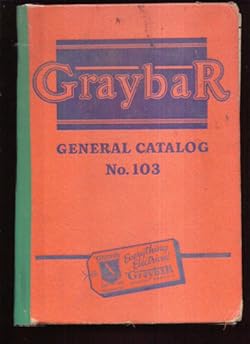 GraybaR
GENERAL CATALOG
No. 103
Everything
Electrical
GraybaR